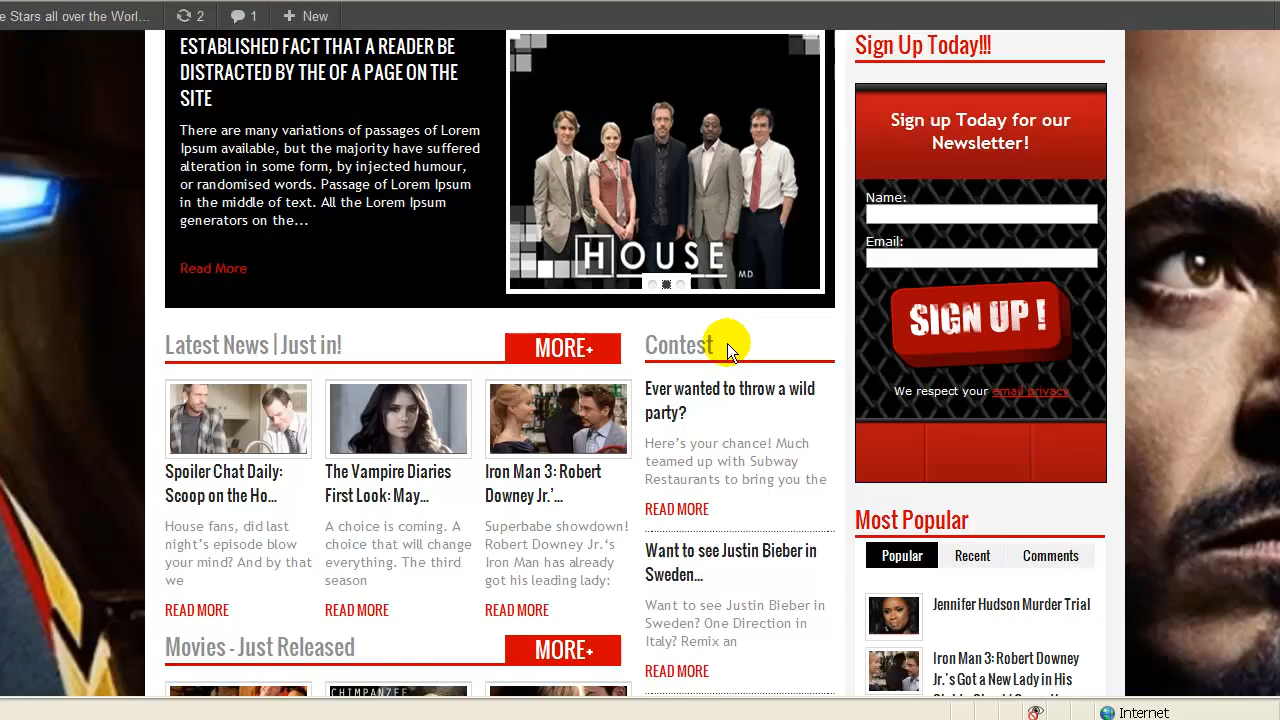 e Stars all over the Worl...
2
1
New
ESTABLISHED FACT THAT A READER BE
DISTRACTED BY THE OF A PAGE ON THE
SITE
There are many variations of passages of Lorem
Ipsum available, but the majority have suffered
alteration in some form, by injected humour,
or randomised words. Passage of Lorem Ipsum
in the middle of text. All the Lorem Ipsum
generators on the...
Read More
HOUSE
MD
Latest News | Just in!
MORE+
Spoiler Chat Daily:
Scoop on the Ho...
House fans, did last
night's episode blow
your mind? And by that
we
READ MORE
The Vampire Diaries
First Look: May...
A choice is coming. A
choice that will change
everything. The third
season
READ MORE
Iron Man 3: Robert
Downey Jr.'...
Superbabe showdown!
Robert Downey Jr.'s
Iron Man has already
got his leading lady:
READ MORE
Movies - Just Released
MORE+
CHIMPANZEE
Contest
Ever wanted to throw a wild
party?
Here's your chance! Much
teamed up with Subway
Restaurants to bring you the
READ MORE
Want to see Justin Bieber in
Sweden...
Want to see Justin Bieber in
Sweden? One Direction in
Italy? Remix an
READ MORE
Sign Up Today!!!
Sign up Today for our
Newsletter!
Name:
Email:
SIGN UP !
We respect your email privacy
Most Popular
Popular
Recent
Comments
Jennifer Hudson Murder Trial
Iron Man 3: Robert Downey
Jr.'s Got a New Lady in His
Internet